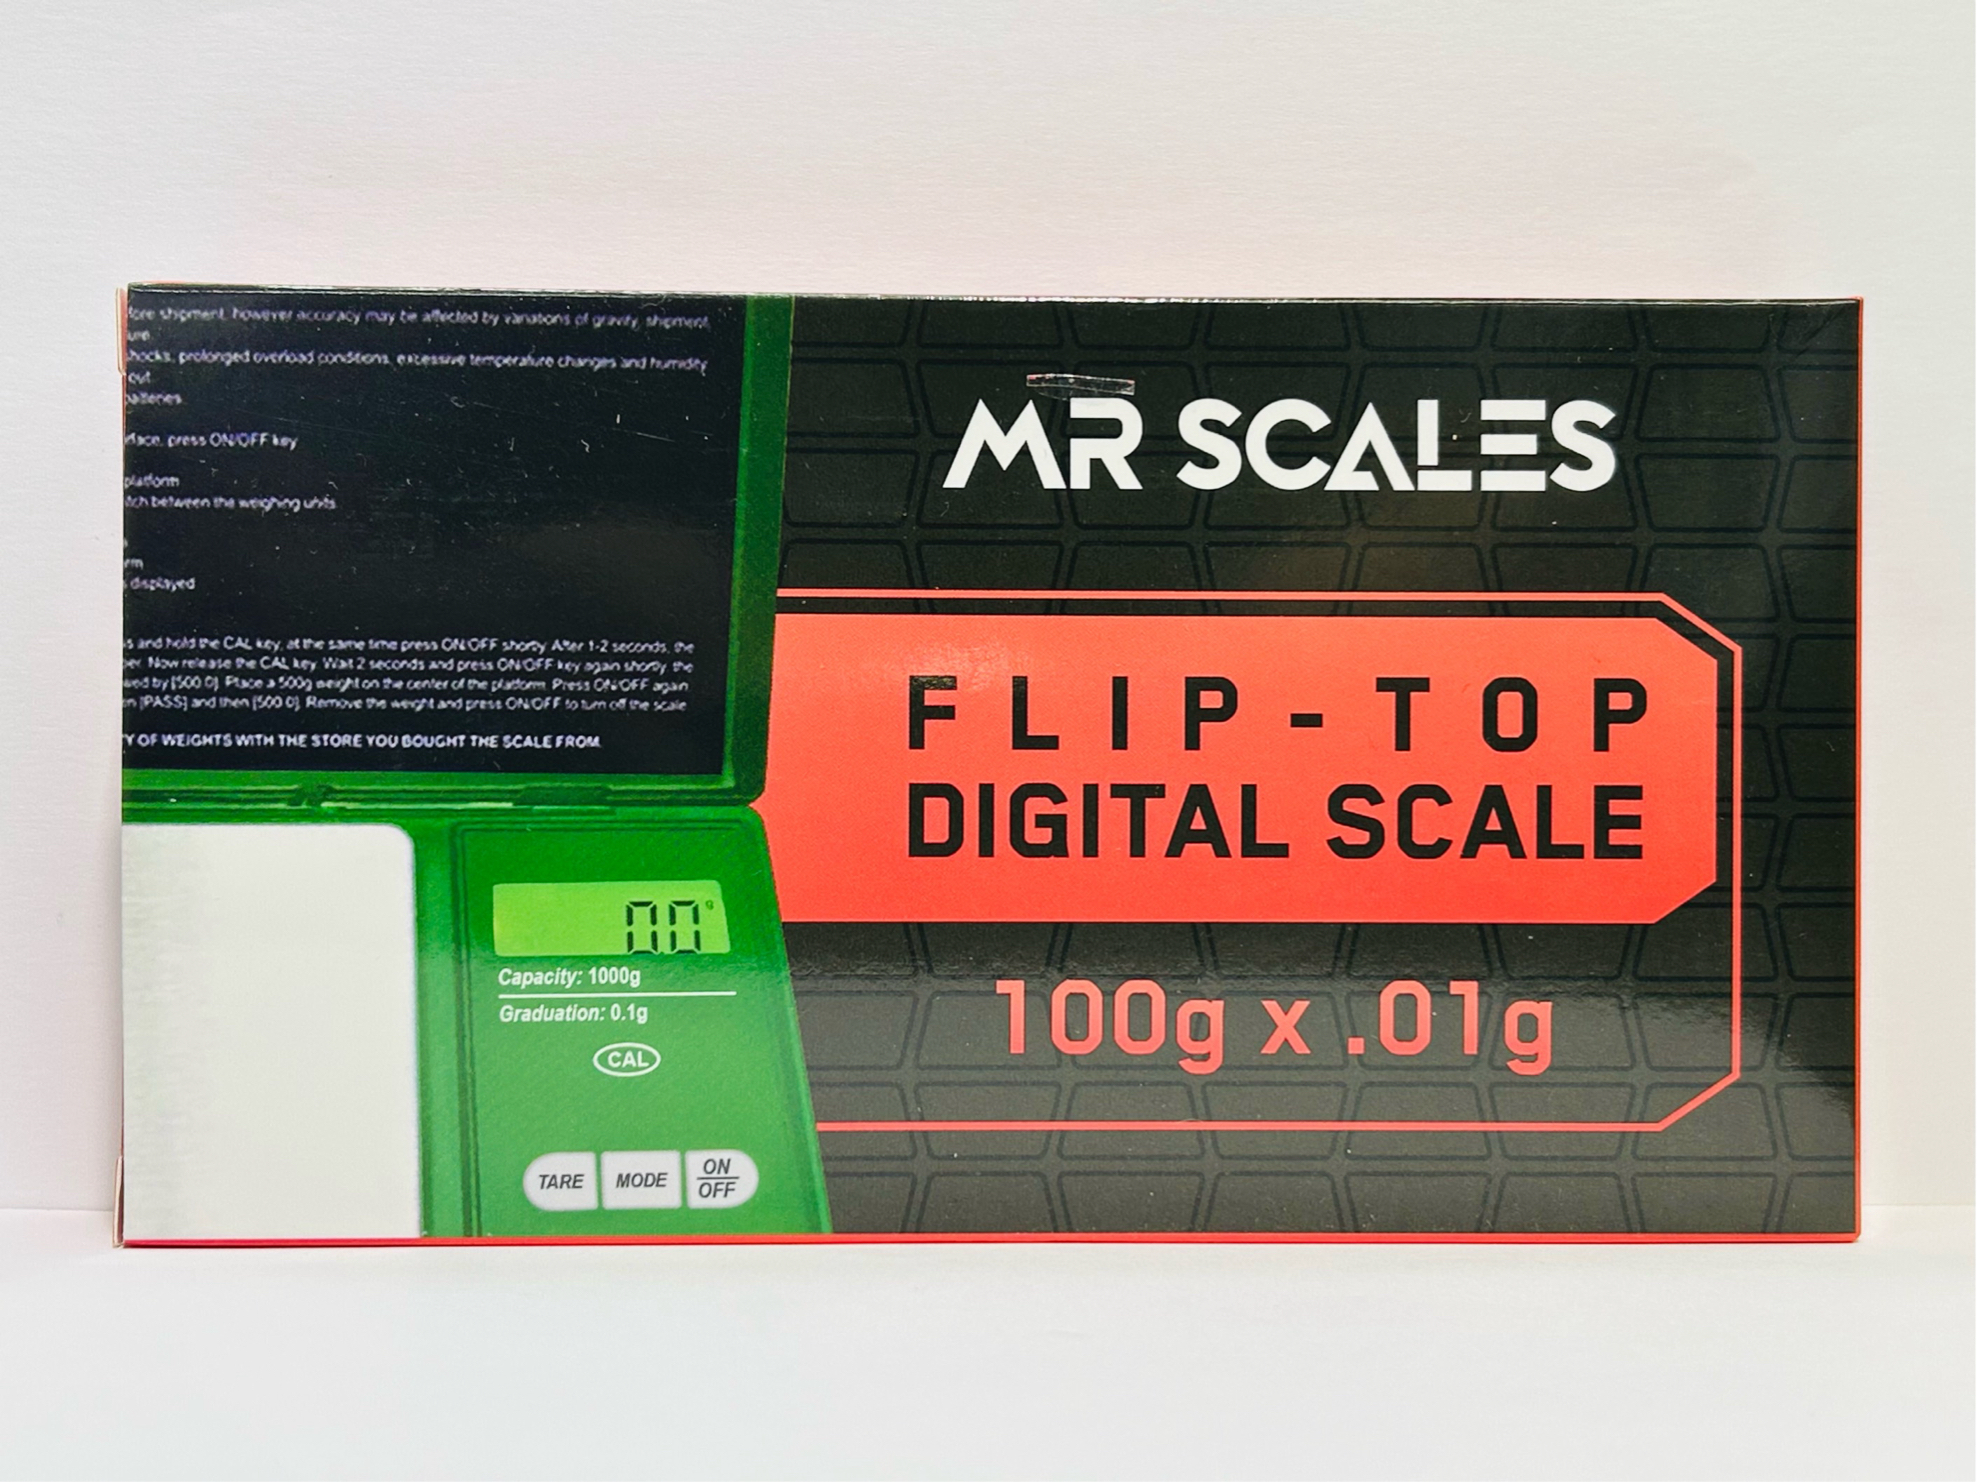 fore shipment, however accuracy may be affected by variations of gravity, shipment,
ure.
shocks, prolonged overload conditions, excessive temperature changes and humidity
out
batteries
rface, press ON/OFF key
platform
itch between the weighing units
rm
displayed
s and hold the CAL key, at the same time press ON/OFF shortly. After 1-2 seconds, the
er. Now release the CAL key. Wait 2 seconds and press ON/OFF key again shortly, the
wed by [500.0]. Place a 500g weight on the center of the platform. Press ON/OFF again
en [PASS] and then [500.0]. Remove the weight and press ON/OFF to turn off the scale
Y OF WEIGHTS WITH THE STORE YOU BOUGHT THE SCALE FROM.
0.0 g
Capacity: 1000g
Graduation: 0.1g
CAL
TARE MODE ON/OFF
MR SCALES
FLIP-TOP
DIGITAL SCALE
100g x .01g